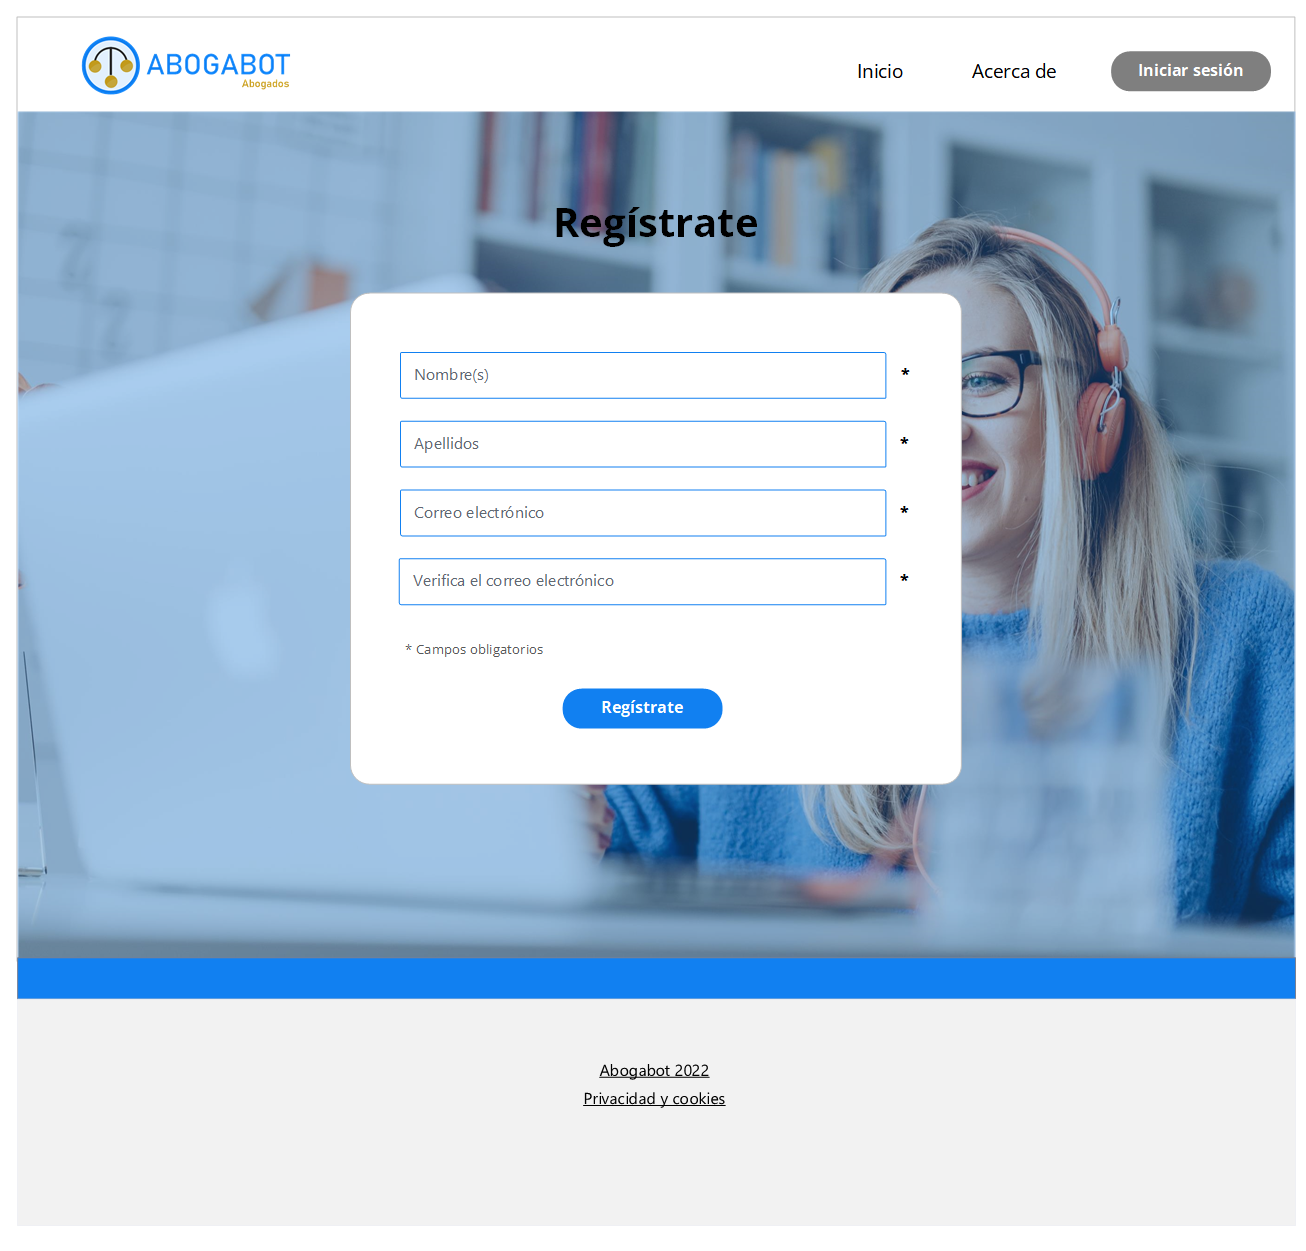 ABOGABOT
Abogados
Inicio
Acerca de
Iniciar sesión
Regístrate
Nombre(s) *
Apellidos *
Correo electrónico *
Verifica el correo electrónico *
* Campos obligatorios
Regístrate
Abogabot 2022
Privacidad y cookies